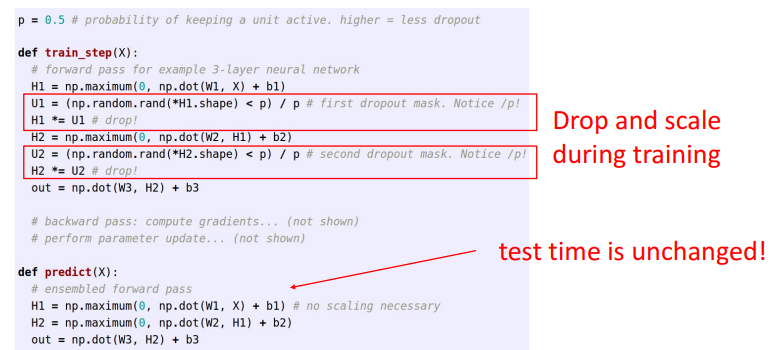 p = 0.5 # probability of keeping a unit active. higher = less dropout
def train_step(X):
# forward pass for example 3-layer neural network
H1 = np.maximum(0, np.dot(W1, X) + b1)
U1 = (np.random.rand(*H1.shape) < p) / p # first dropout mask. Notice /p!
H1 *= U1 # drop!
H2 = np.maximum(0, np.dot(W2, H1) + b2)
U2 = (np.random.rand(*H2.shape) < p) / p # second dropout mask. Notice /p!
H2 *= U2 # drop!
out = np.dot(W3, H2) + b3
Drop and scale
during training
# backward pass: compute gradients... (not shown)
# perform parameter update... (not shown)
test time is unchanged!
def predict(X):
# ensembled forward pass
H1 = np.maximum(0, np.dot(W1, X) + b1) # no scaling necessary
H2 = np.maximum(0, np.dot(W2, H1) + b2)
out = np.dot(W3, H2) + b3